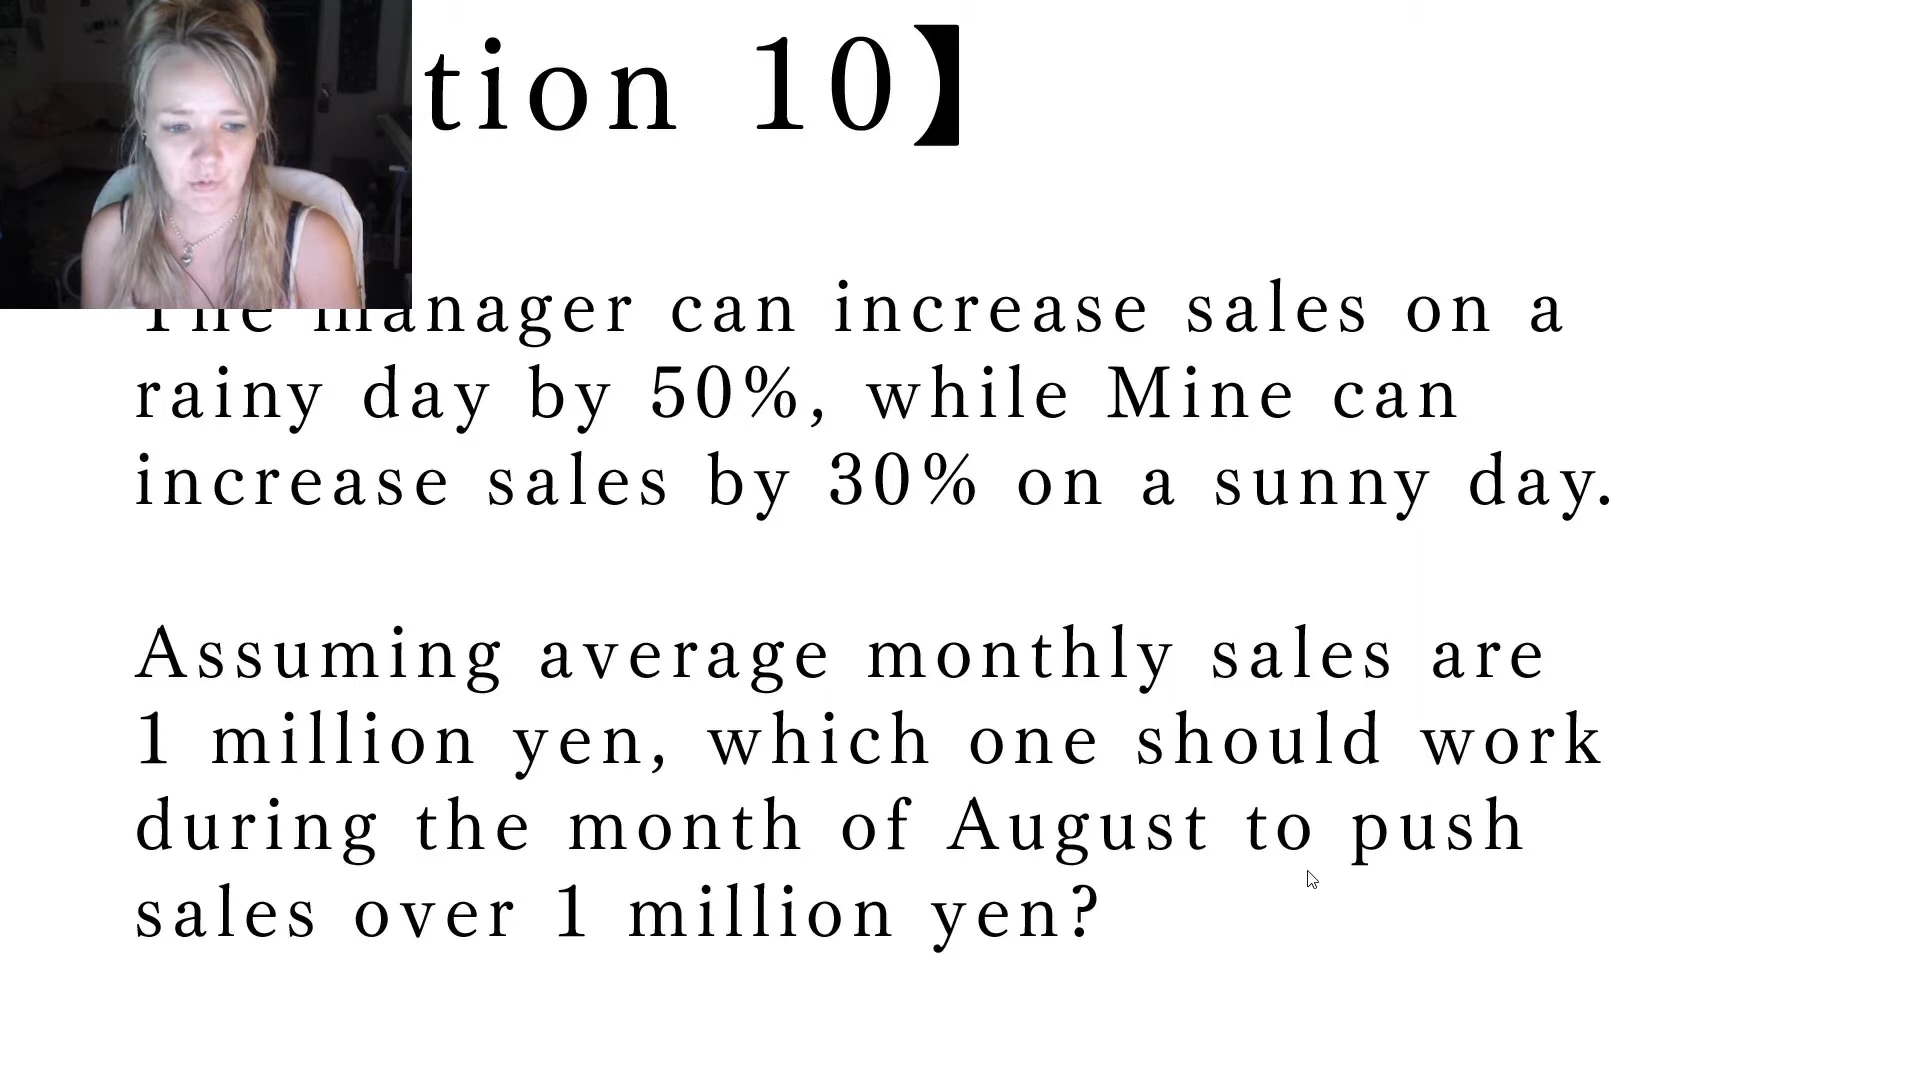 tion 10】
The manager can increase sales on a
rainy day by 50%, while Mine can
increase sales by 30% on a sunny day.
Assuming average monthly sales are
1 million yen, which one should work
during the month of August to push
sales over 1 million yen?